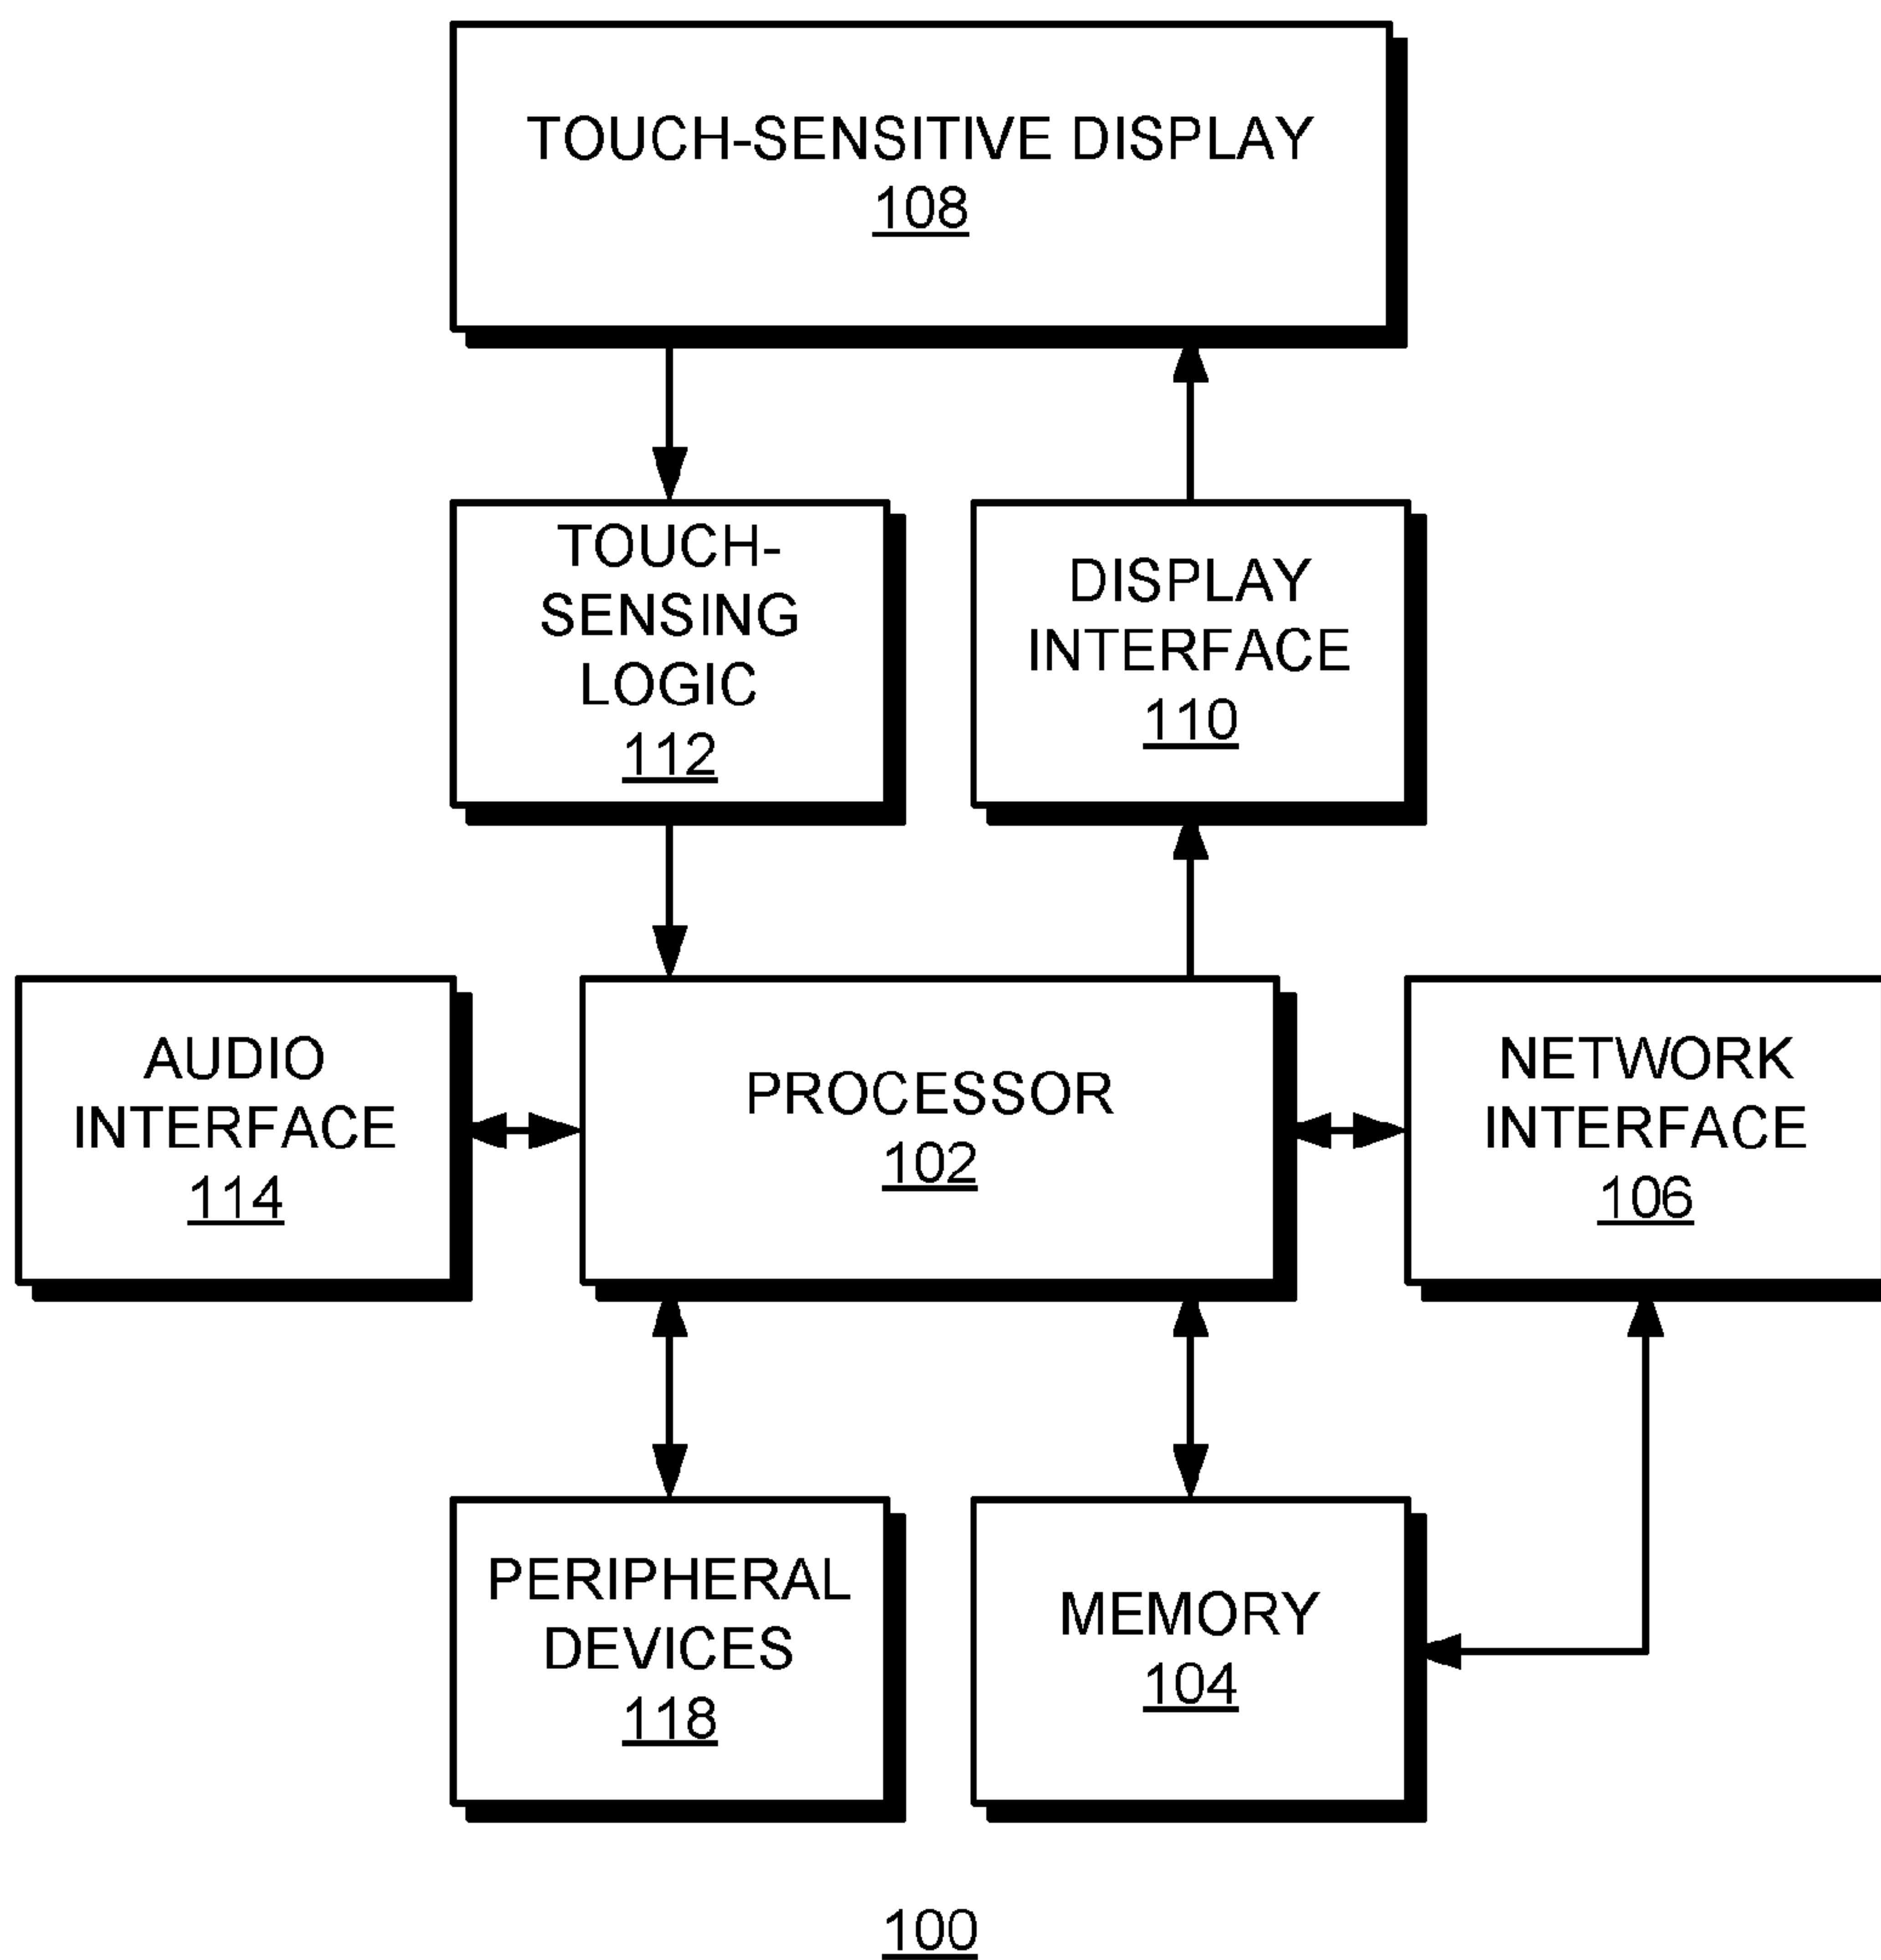 TOUCH-SENSITIVE DISPLAY
108
TOUCH-
SENSING
LOGIC
112
DISPLAY
INTERFACE
110
AUDIO
INTERFACE
114
PROCESSOR
102
NETWORK
INTERFACE
106
PERIPHERAL
DEVICES
118
MEMORY
104
100